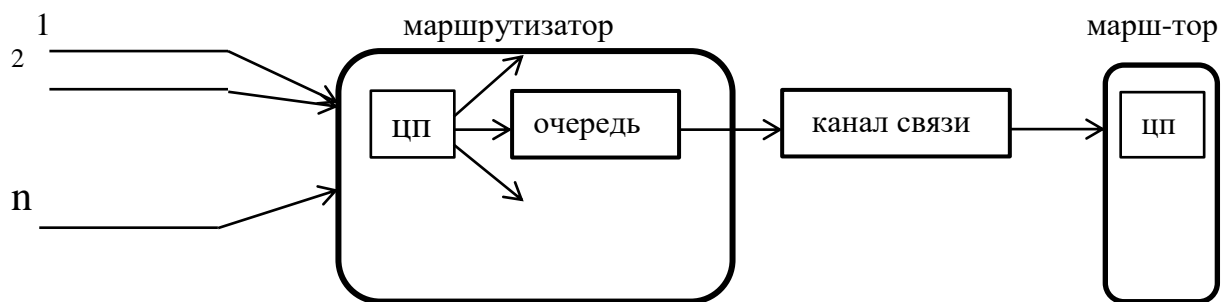 1
маршрутизатор
марш-тор
2
цп
очередь
канал связи
цп
n